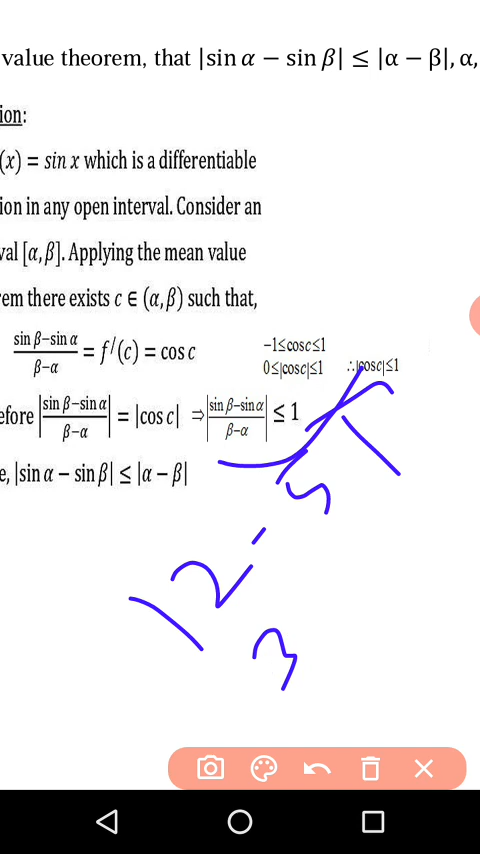 value theorem, that |sin α − sin β| ≤ |α − β|, α,
ion:
(x) = sin x which is a differentiable
ion in any open interval. Consider an
val [α, β]. Applying the mean value
rem there exists c ∈ (α, β) such that,
sin β−sin α / β−α = f′(c) = cos c
−1≤cosc≤1
0≤|cosc|≤1 ∴|cosc|≤1
efore |sin β−sin α / β−α| = |cos c| ⇒ |sin β−sin α / β−α| ≤ 1
e, |sin α − sin β| ≤ |α − β|
12 - 5
3